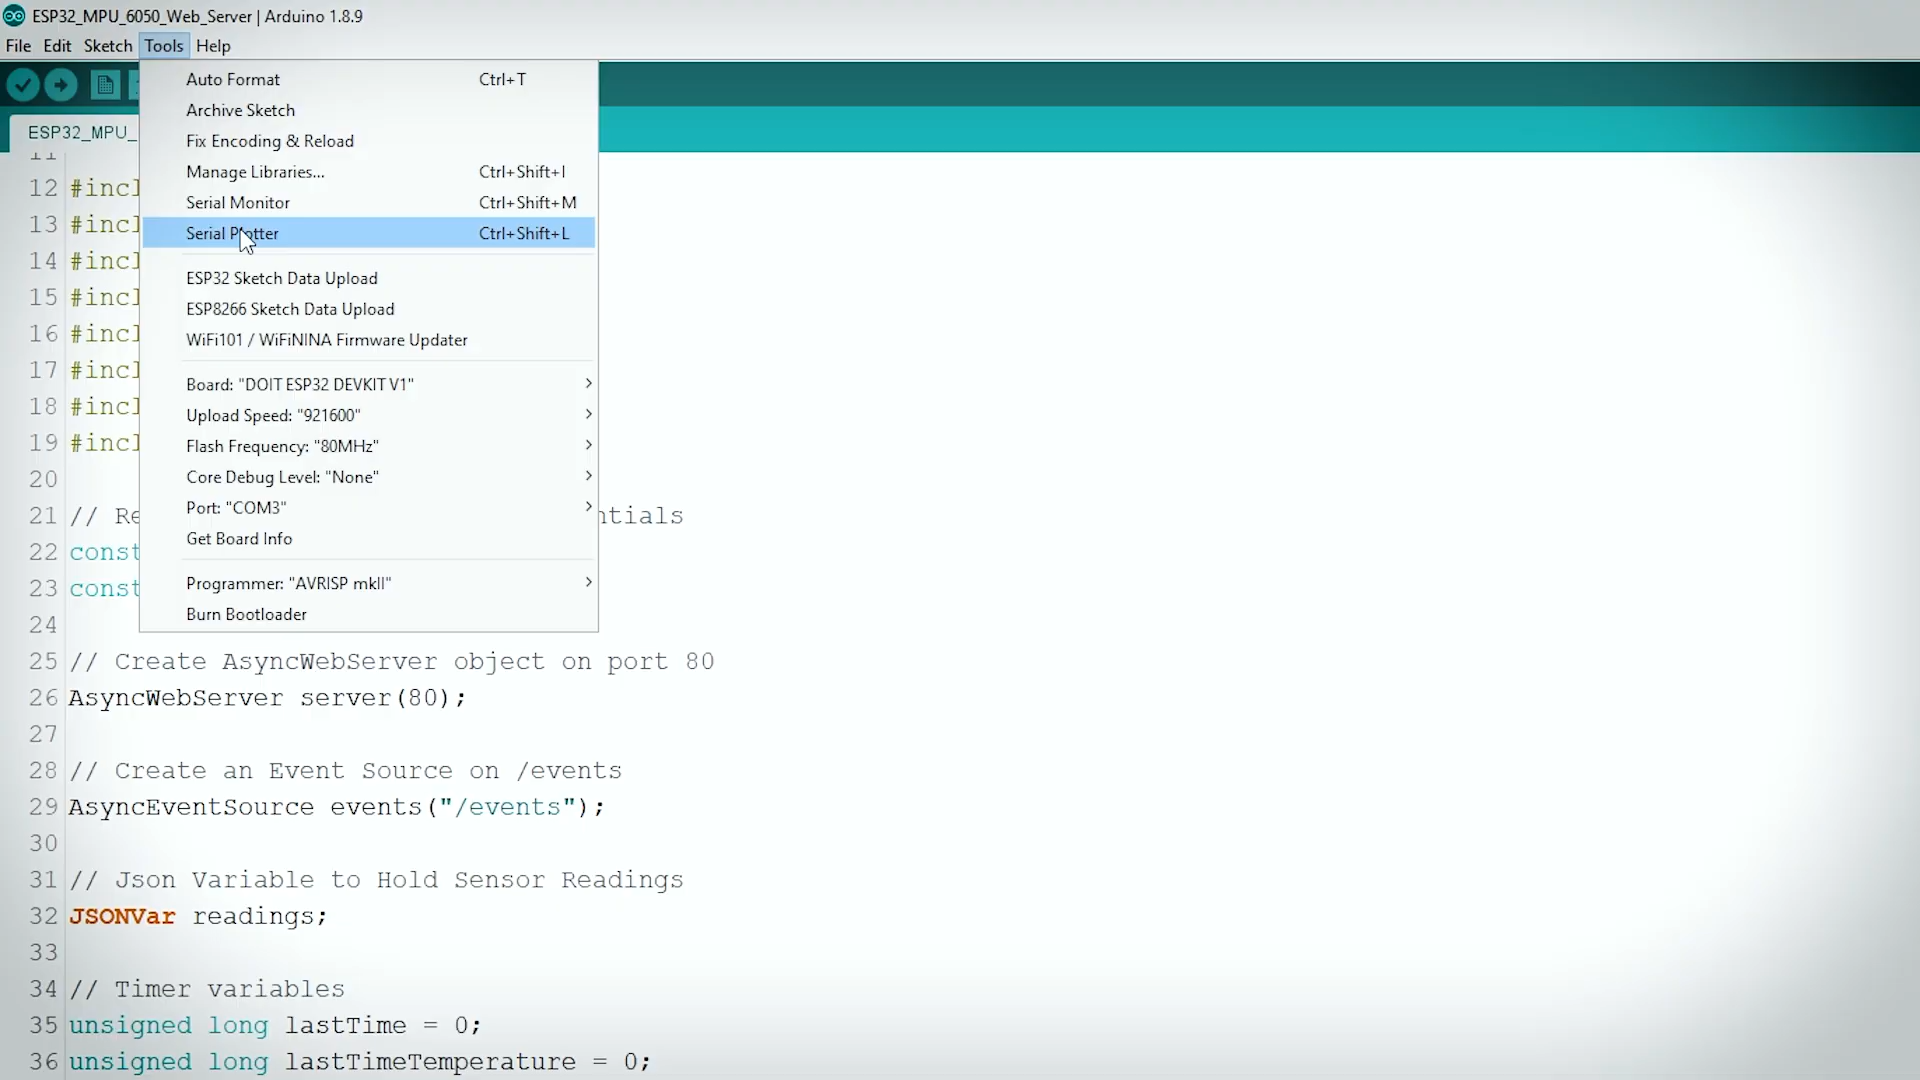 ESP32_MPU_6050_Web_Server | Arduino 1.8.9
File Edit Sketch Tools Help
Auto Format Ctrl+T
Archive Sketch
Fix Encoding & Reload
Manage Libraries... Ctrl+Shift+I
Serial Monitor Ctrl+Shift+M
Serial Plotter Ctrl+Shift+L
ESP32 Sketch Data Upload
ESP8266 Sketch Data Upload
WiFi101 / WiFiNINA Firmware Updater
Board: "DOIT ESP32 DEVKIT V1"
Upload Speed: "921600"
Flash Frequency: "80MHz"
Core Debug Level: "None"
Port: "COM3"
Get Board Info
Programmer: "AVRISP mkII"
Burn Bootloader
ESP32_MPU_
11
12 #incl
13 #incl
14 #incl
15 #incl
16 #incl
17 #incl
18 #incl
19 #incl
20
21 // Re ntials
22 const
23 const
24
25 // Create AsyncWebServer object on port 80
26 AsyncWebServer server(80);
27
28 // Create an Event Source on /events
29 AsyncEventSource events("/events");
30
31 // Json Variable to Hold Sensor Readings
32 JSONVar readings;
33
34 // Timer variables
35 unsigned long lastTime = 0;
36 unsigned long lastTimeTemperature = 0;